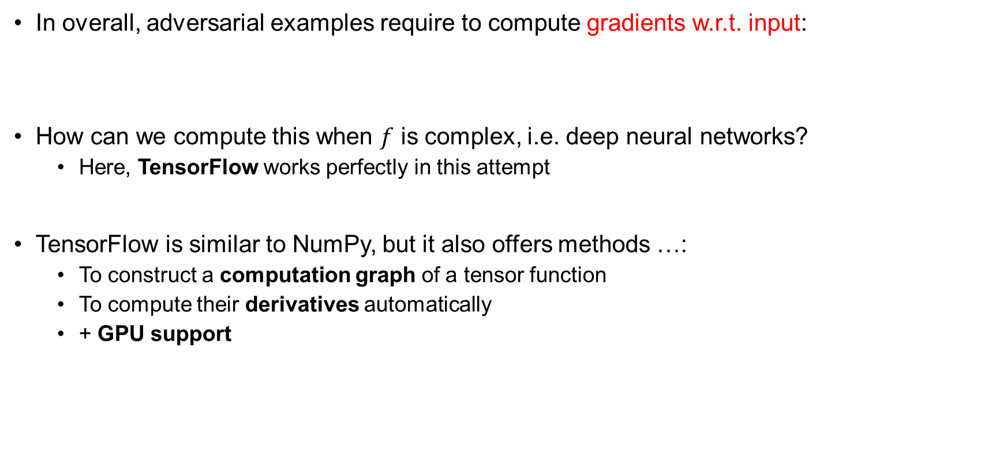 • In overall, adversarial examples require to compute gradients w.r.t. input:
• How can we compute this when f is complex, i.e. deep neural networks?
• Here, TensorFlow works perfectly in this attempt
• TensorFlow is similar to NumPy, but it also offers methods …:
• To construct a computation graph of a tensor function
• To compute their derivatives automatically
• + GPU support